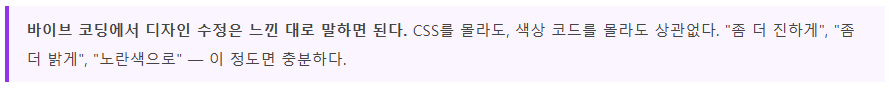 바이브 코딩에서 디자인 수정은 느낀 대로 말하면 된다. CSS를 몰라도, 색상 코드를 몰라도 상관없다. "좀 더 진하게", "좀
더 밝게", "노란색으로" — 이 정도면 충분하다.